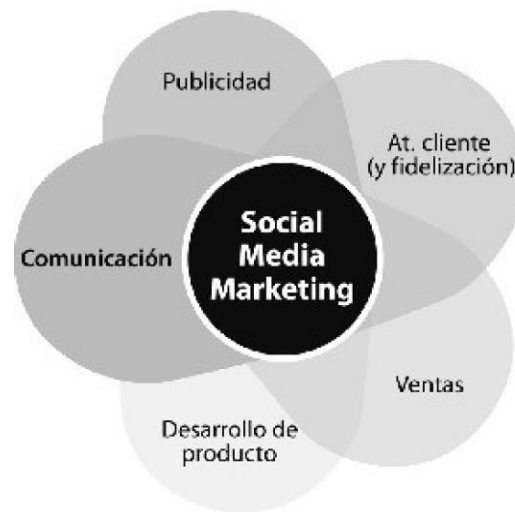 Publicidad
At. cliente
(y fidelización)
Social
Media
Marketing
Comunicación
Ventas
Desarrollo de
producto